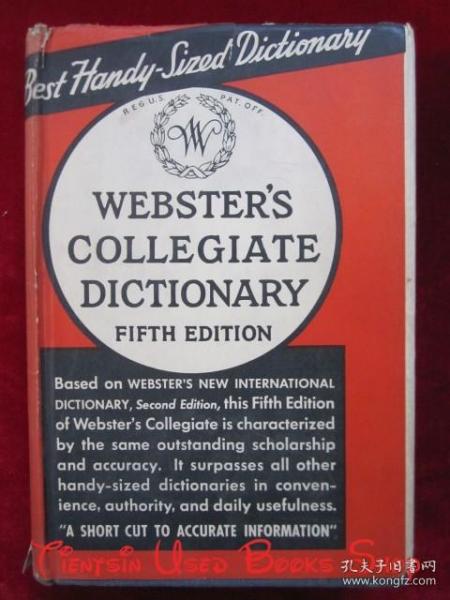 Best Handy-Sized Dictionary
REG. U.S. PAT. OFF.
W
WEBSTER'S
COLLEGIATE
DICTIONARY
FIFTH EDITION
Based on WEBSTER'S NEW INTERNATIONAL
DICTIONARY, Second Edition, this Fifth Edition
of Webster's Collegiate is characterized
by the same outstanding scholarship
and accuracy. It surpasses all other
handy-sized dictionaries in conven-
ience, authority, and daily usefulness.
"A SHORT CUT TO ACCURATE INFORMATION"
Tientsin Used Books Shop
孔夫子旧书网
www.kongfz.com